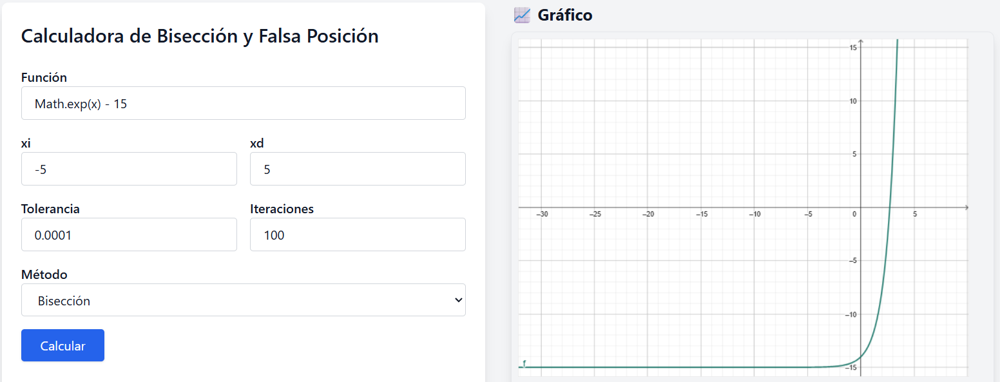 Calculadora de Bisección y Falsa Posición
Función
Math.exp(x) - 15
xi
xd
-5
5
Tolerancia
Iteraciones
0.0001
100
Método
Bisección
Calcular
Gráfico
15
10
5
–30
–25
–20
–15
–10
–5
0
5
–5
–10
–15
f